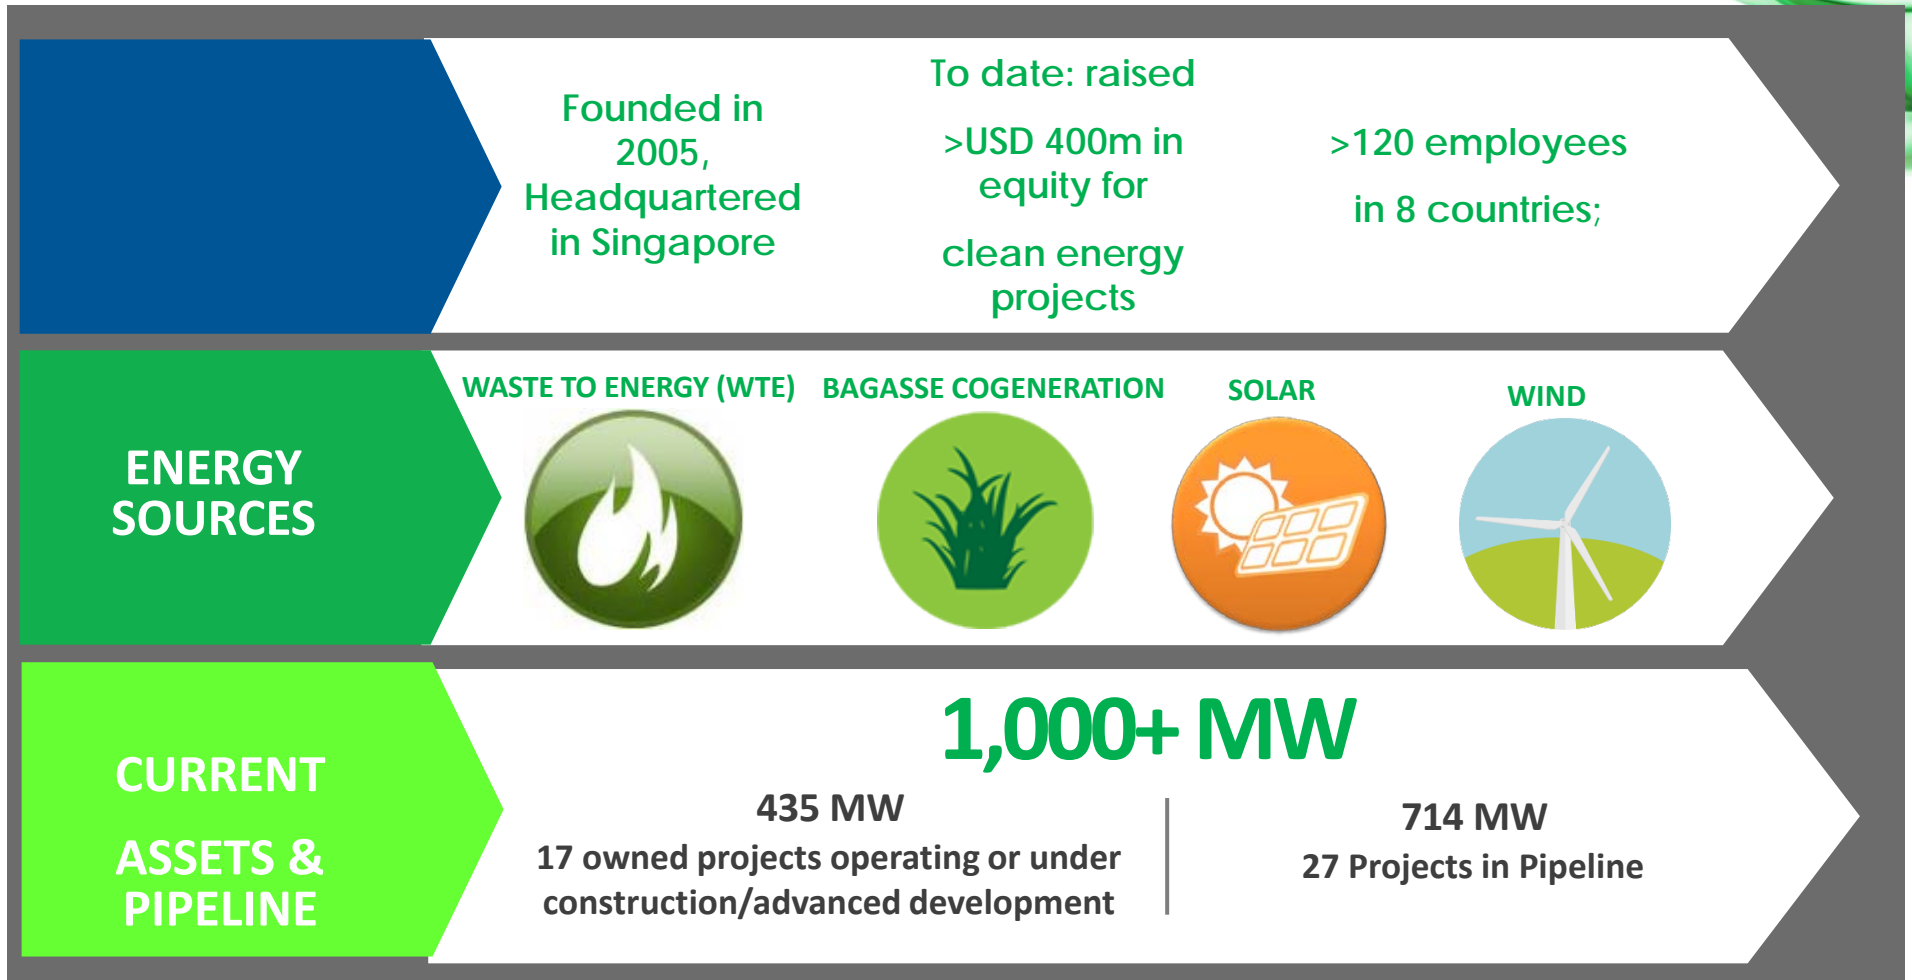 Founded in
2005,
Headquartered
in Singapore
To date: raised
>USD 400m in
equity for
clean energy
projects
>120 employees
in 8 countries;
ENERGY
SOURCES
WASTE TO ENERGY (WTE)
BAGASSE COGENERATION
SOLAR
WIND
CURRENT
ASSETS &
PIPELINE
1,000+ MW
435 MW
17 owned projects operating or under
construction/advanced development
714 MW
27 Projects in Pipeline